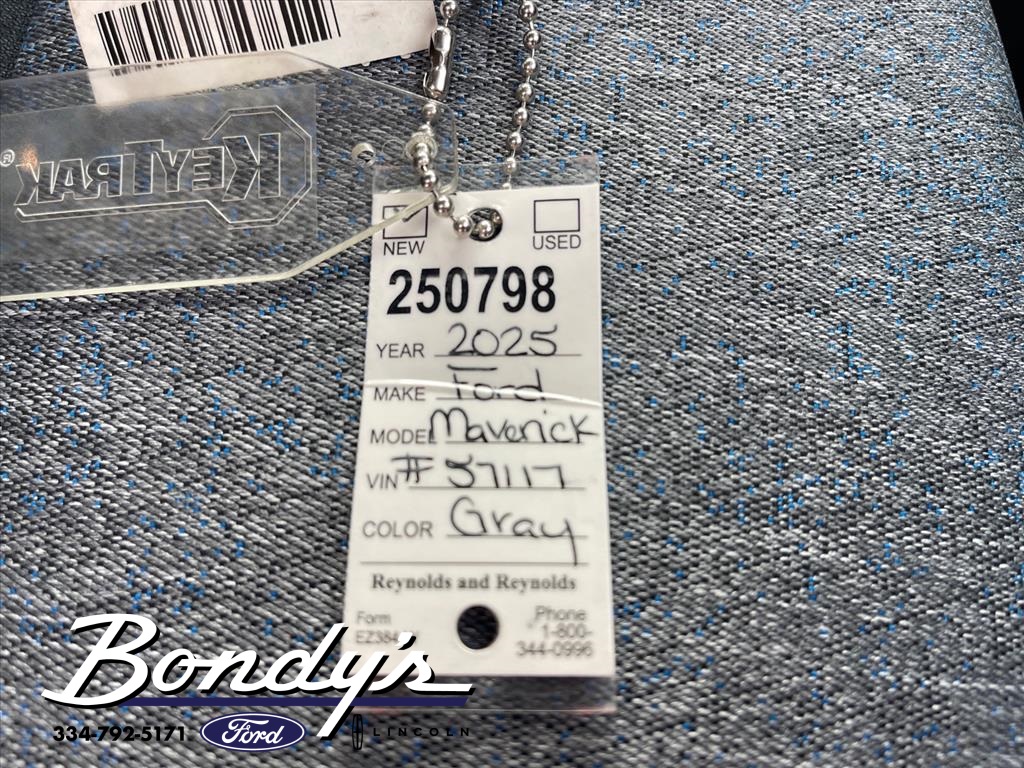 KEYTRAK®
NEW USED
250798
YEAR 2025
MAKE Ford
MODEL Maverick
VIN # 57117
COLOR Gray
Reynolds and Reynolds
Form
EZ384
Phone
1-800-
344-0996
Bondy's
334-792-5171 Ford LINCOLN